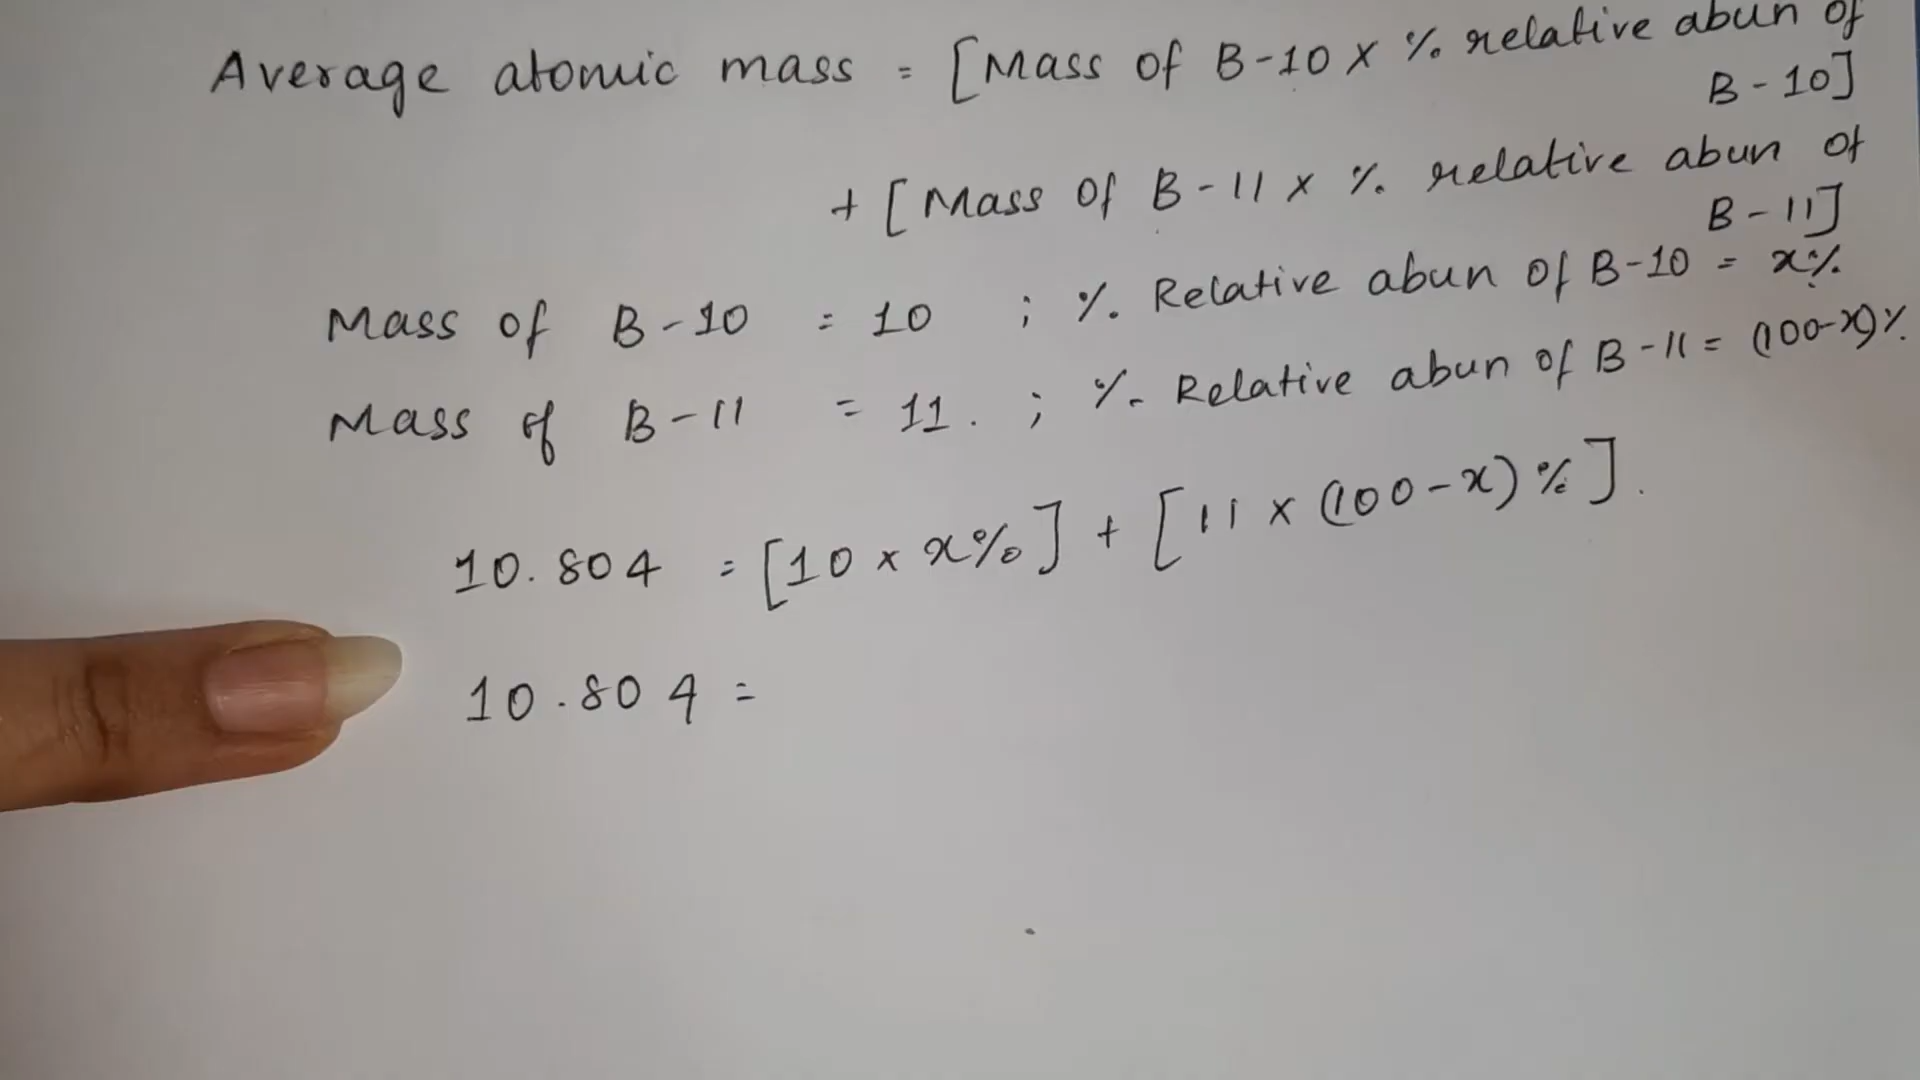 Average atomic mass = [Mass of B-10 x % relative abun of
B-10]
+ [Mass of B-11 x % relative abun of
B-11]
Mass of B-10 = 10 ; % Relative abun of B-10 = x%
Mass of B-11 = 11. ; % Relative abun of B-11 = (100-x)%
10.804 = [10 x x%] + [11 x (100-x)%].
10.804 =